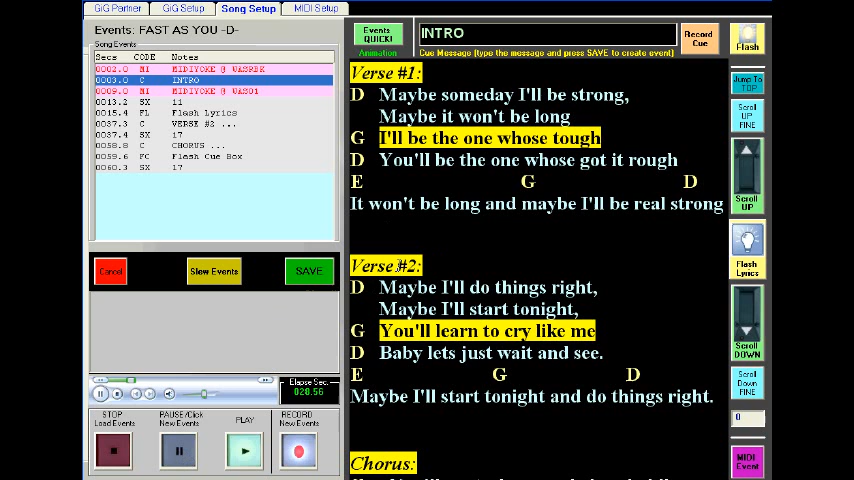 GiG Partner GiG Setup Song Setup MIDI Setup
Events: FAST AS YOU -D-
Song Events
Secs CODE Notes
0002.0 MI MIDIYOKE @ VASPBK
0003.0 C INTRO
0009.0 MI MIDIYOKE @ VAS01
0013.2 SX 11
0015.4 FL Flash Lyrics
0037.3 C VERSE #2 ...
0037.4 SX 17
0058.8 C CHORUS ...
0059.6 FC Flash Cue Box
0060.3 SX 17
Cancel Slew Events SAVE
Elapse Sec.
020.56
STOP
Load Events
PAUSE/Click
New Events
PLAY
RECORD
New Events
Events
QUICK!
Animation
INTRO
Cue Message (type the message and press SAVE to create event)
Record
Cue
Flash
Verse #1:
D Maybe someday I'll be strong,
Maybe it won't be long
G I'll be the one whose tough
D You'll be the one whose got it rough
E G D
It won't be long and maybe I'll be real strong
Verse #2:
D Maybe I'll do things right,
Maybe I'll start tonight,
G You'll learn to cry like me
D Baby lets just wait and see.
E G D
Maybe I'll start tonight and do things right.
Chorus:
Jump To
TOP
Scroll
UP
FINE
Scroll
UP
Flash
Lyrics
Scroll
DOWN
Scroll
Down
FINE
0
MIDI
Event